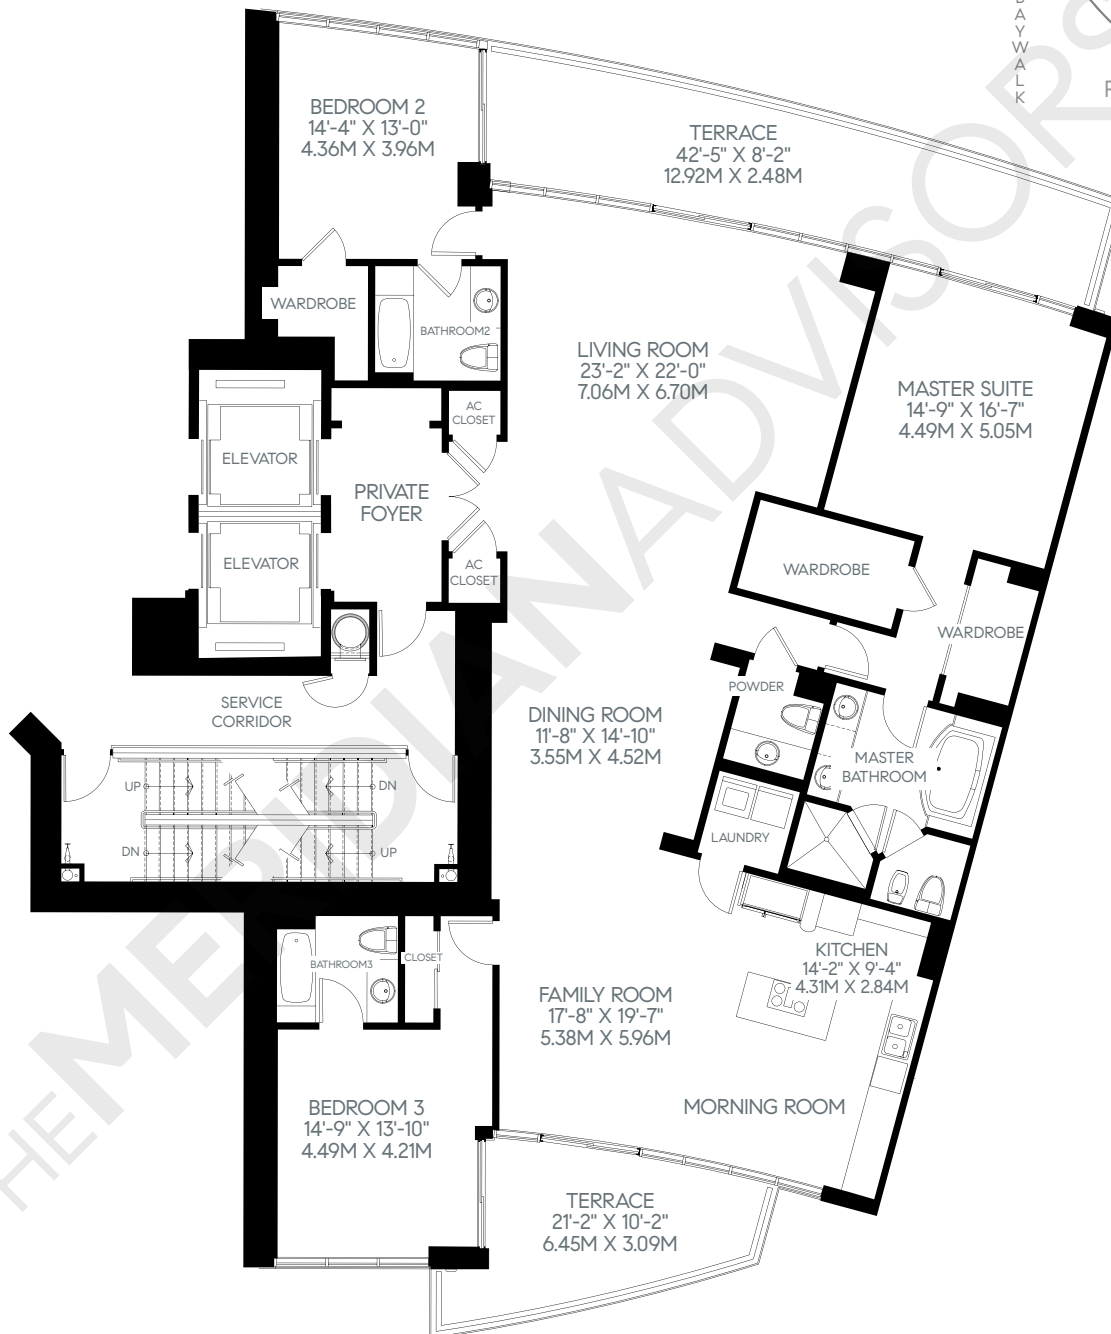 BAYWALK
BEDROOM 2
14'-4" X 13'-0"
4.36M X 3.96M
TERRACE
42'-5" X 8'-2"
12.92M X 2.48M
WARDROBE
BATHROOM2
LIVING ROOM
23'-2" X 22'-0"
7.06M X 6.70M
MASTER SUITE
14'-9" X 16'-7"
4.49M X 5.05M
AC
CLOSET
ELEVATOR
PRIVATE
FOYER
ELEVATOR
AC
CLOSET
WARDROBE
WARDROBE
POWDER
SERVICE
CORRIDOR
DINING ROOM
11'-8" X 14'-10"
3.55M X 4.52M
MASTER
BATHROOM
UP
DN
LAUNDRY
DN
UP
KITCHEN
14'-2" X 9'-4"
4.31M X 2.84M
BATHROOM3
CLOSET
FAMILY ROOM
17'-8" X 19'-7"
5.38M X 5.96M
BEDROOM 3
14'-9" X 13'-10"
4.49M X 4.21M
MORNING ROOM
TERRACE
21'-2" X 10'-2"
6.45M X 3.09M
HEMERIDIANADVISORS